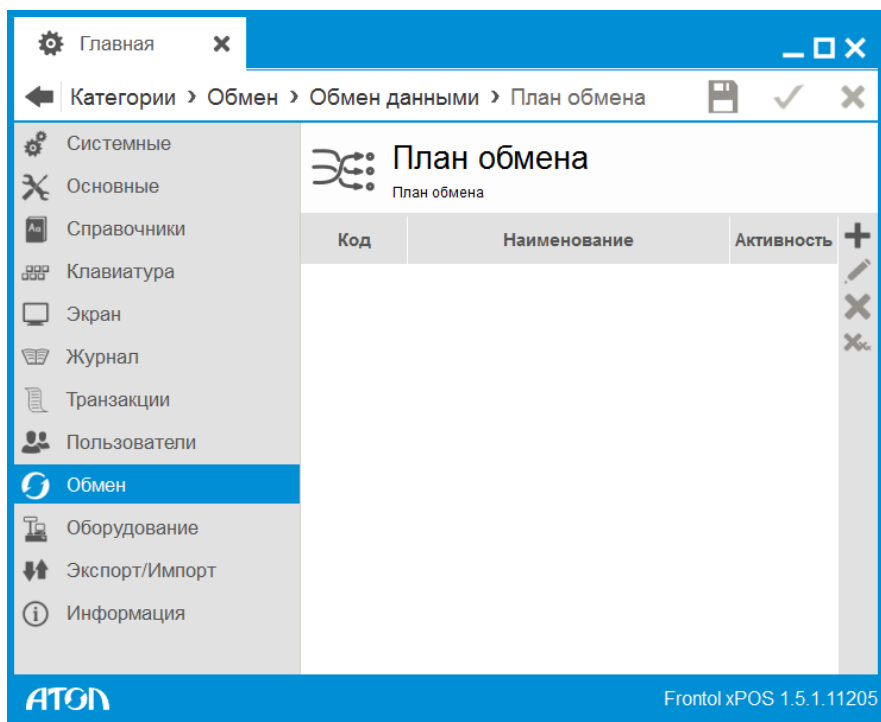 Главная
Категории › Обмен › Обмен данными › План обмена
Системные
Основные
Справочники
Клавиатура
Экран
Журнал
Транзакции
Пользователи
Обмен
Оборудование
Экспорт/Импорт
Информация
План обмена
План обмена
Код Наименование Активность
АТОЛ
Frontol xPOS 1.5.1.11205